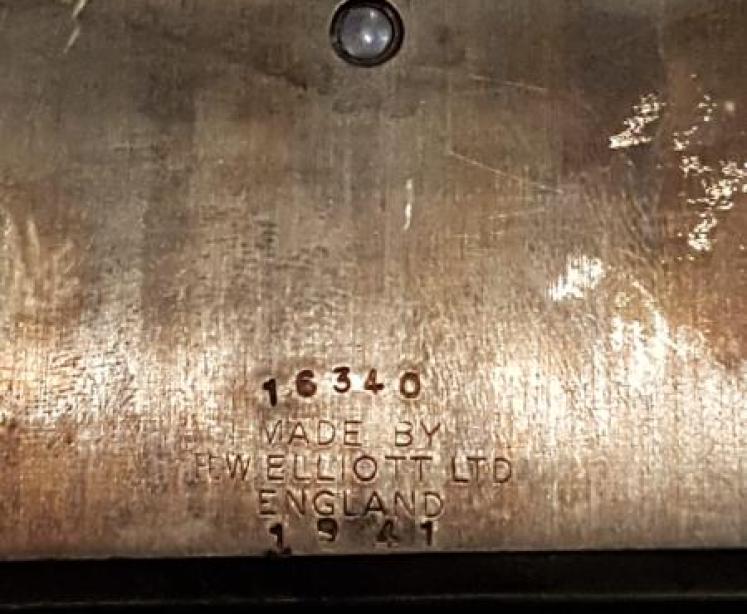 16340
MADE BY
F.W ELLIOTT LTD
ENGLAND
1941